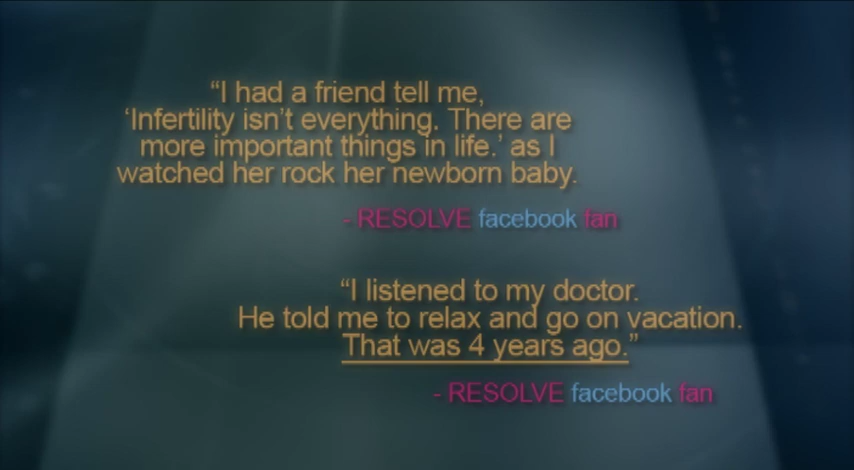 “I had a friend tell me,
‘Infertility isn’t everything. There are
more important things in life.’ as I
watched her rock her newborn baby.
- RESOLVE facebook fan
“I listened to my doctor.
He told me to relax and go on vacation.
That was 4 years ago.”
- RESOLVE facebook fan